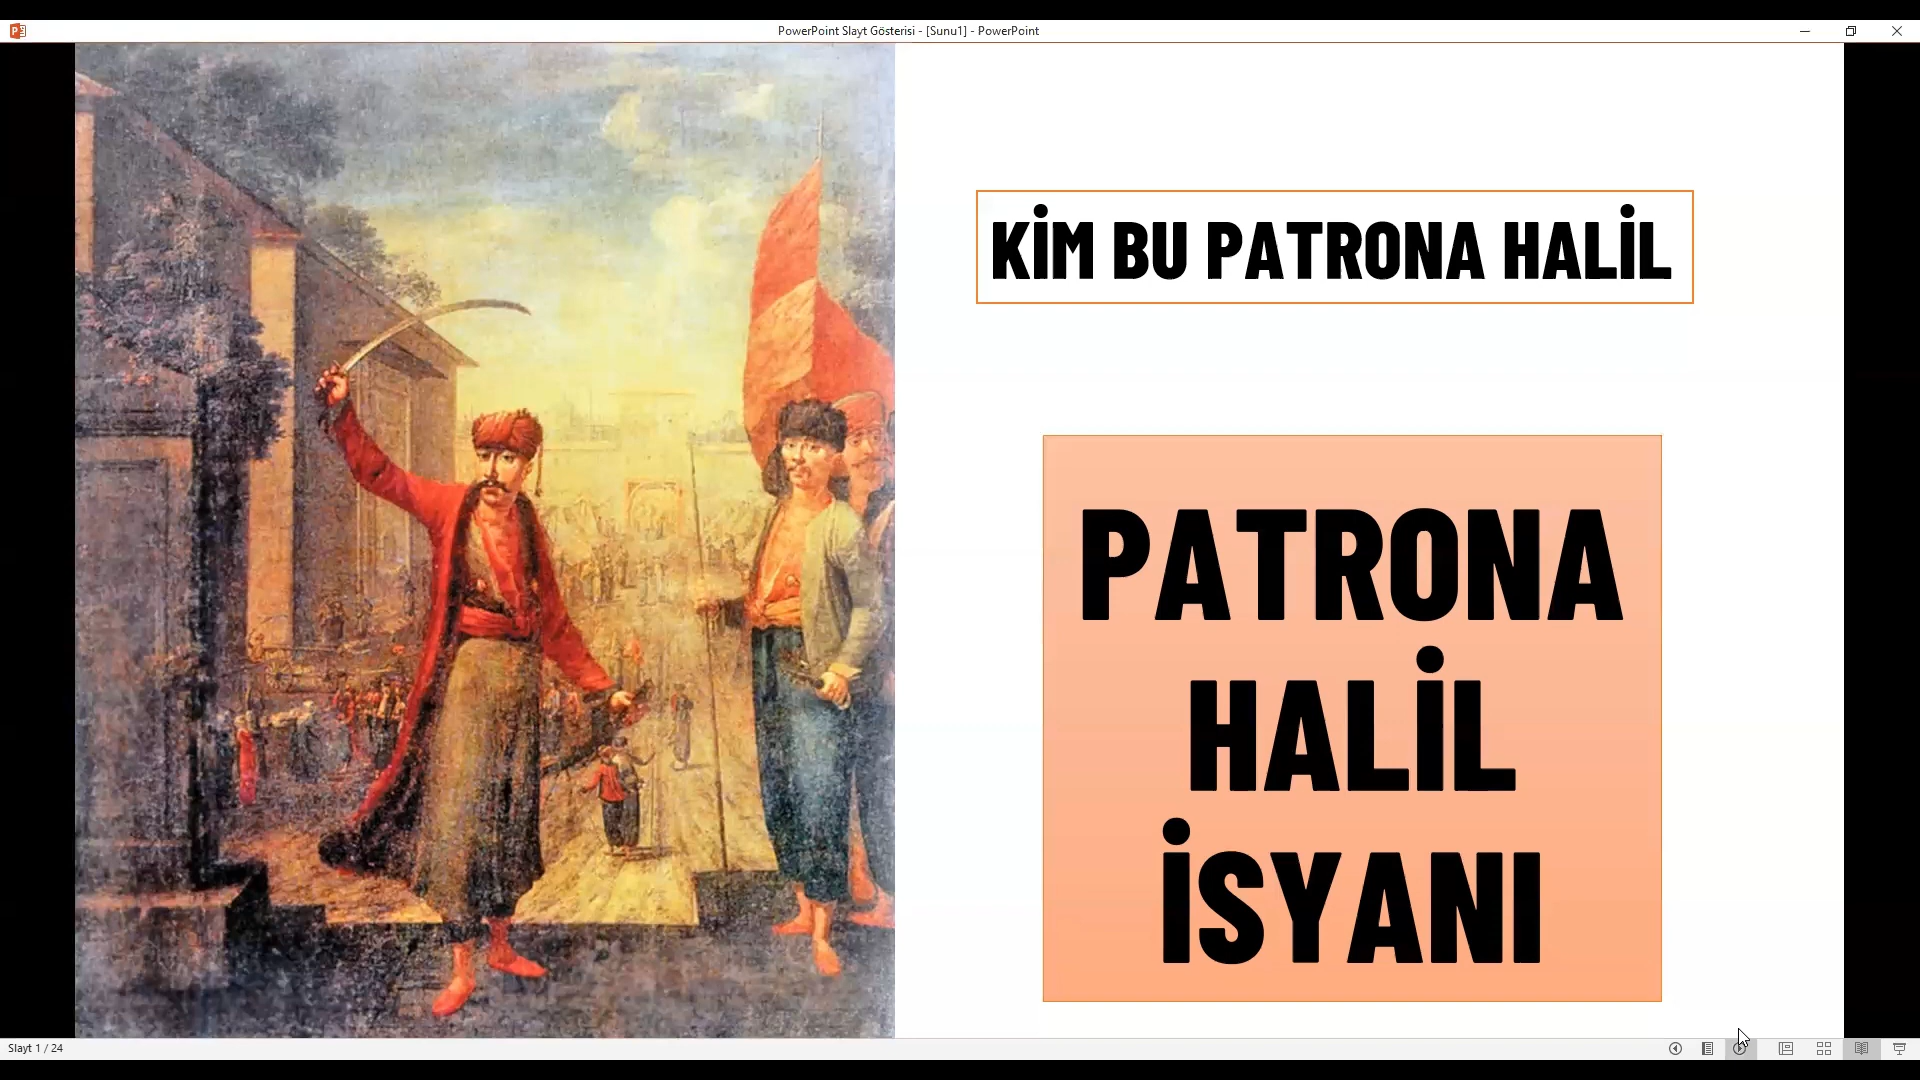 PowerPoint Slayt Gösterisi - [Sunu1] - PowerPoint
KİM BU PATRONA HALİL
PATRONA
HALİL
İSYANI
Slayt 1 / 24